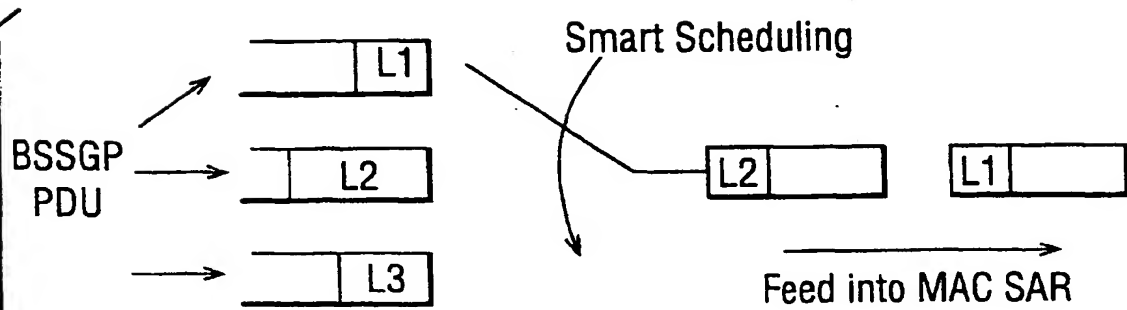 Smart Scheduling
BSSGP
PDU
L1
L2
L3
L2
L1
Feed into MAC SAR